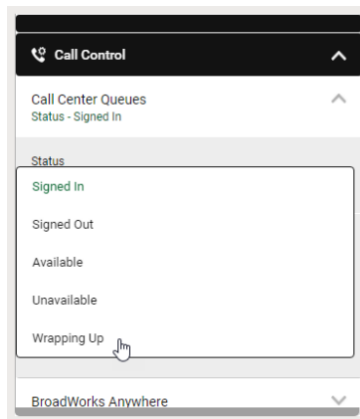 Call Control
Call Center Queues
Status - Signed In
Status
Signed In
Signed Out
Available
Unavailable
Wrapping Up
BroadWorks Anywhere